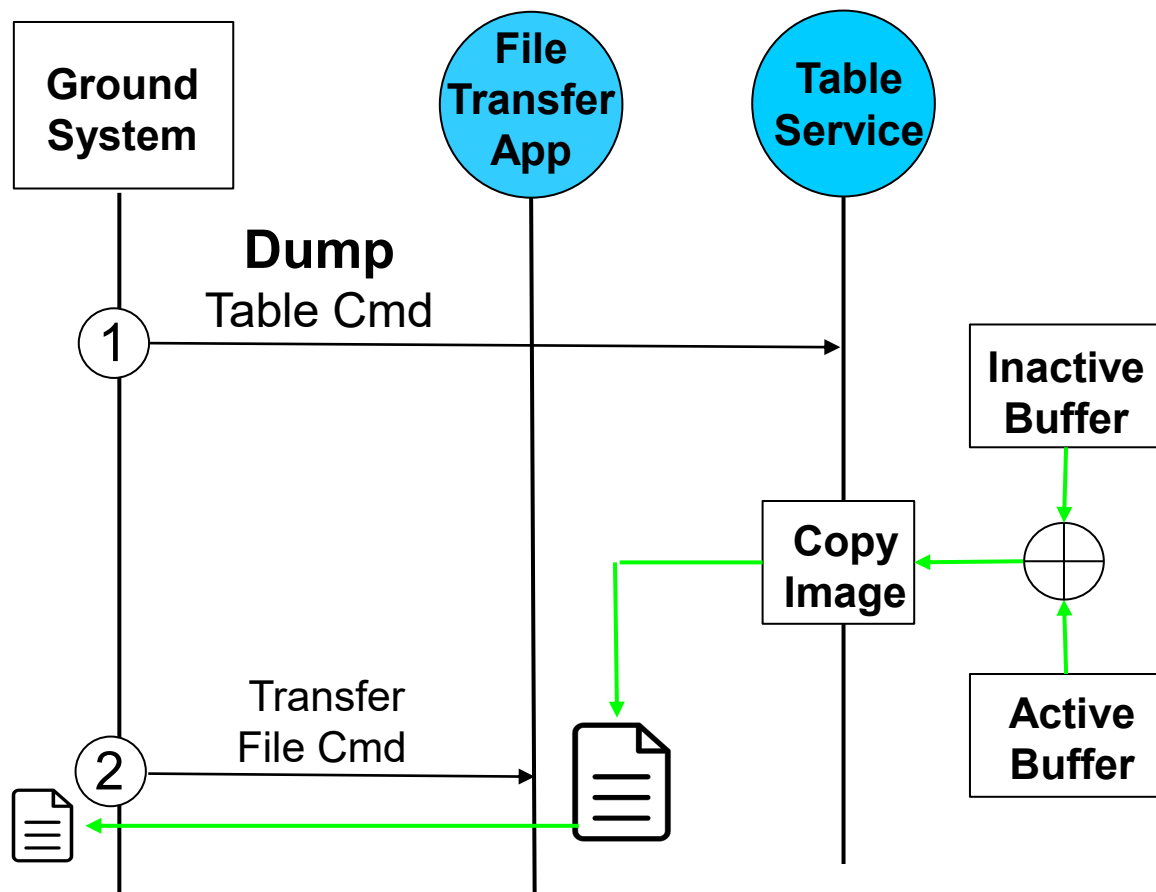 Ground
System
File
Transfer
App
Table
Service
Dump
Table Cmd
1
Inactive
Buffer
Copy
Image
Transfer
File Cmd
2
Active
Buffer